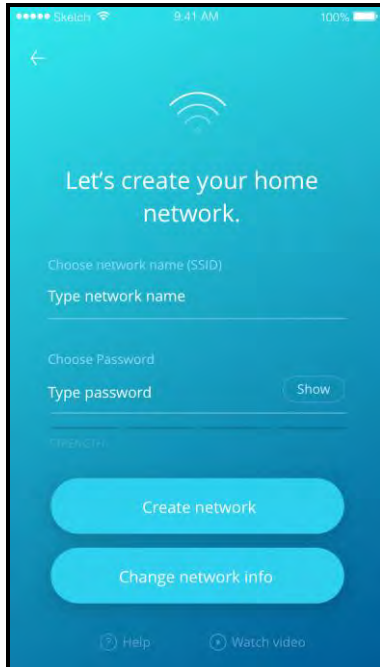 Sketch 9:41 AM 100%
Let's create your home
network.
Choose network name (SSID)
Type network name
Choose Password
Type password Show
STRENGTH
Create network
Change network info
? Help Watch video